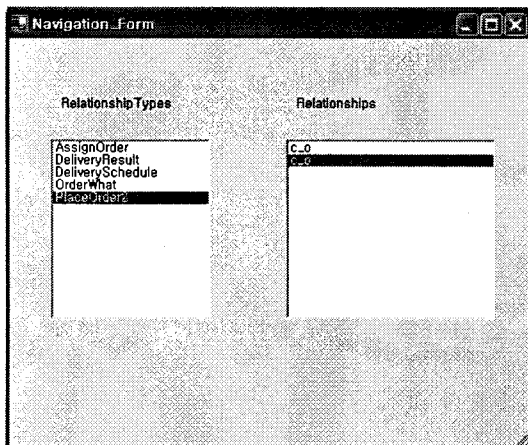 Navigation_Form
RelationshipTypes
Relationships
AssignOrder
DeliveryResult
DeliverySchedule
OrderWhat
PlaceOrder2
c_o
c_o